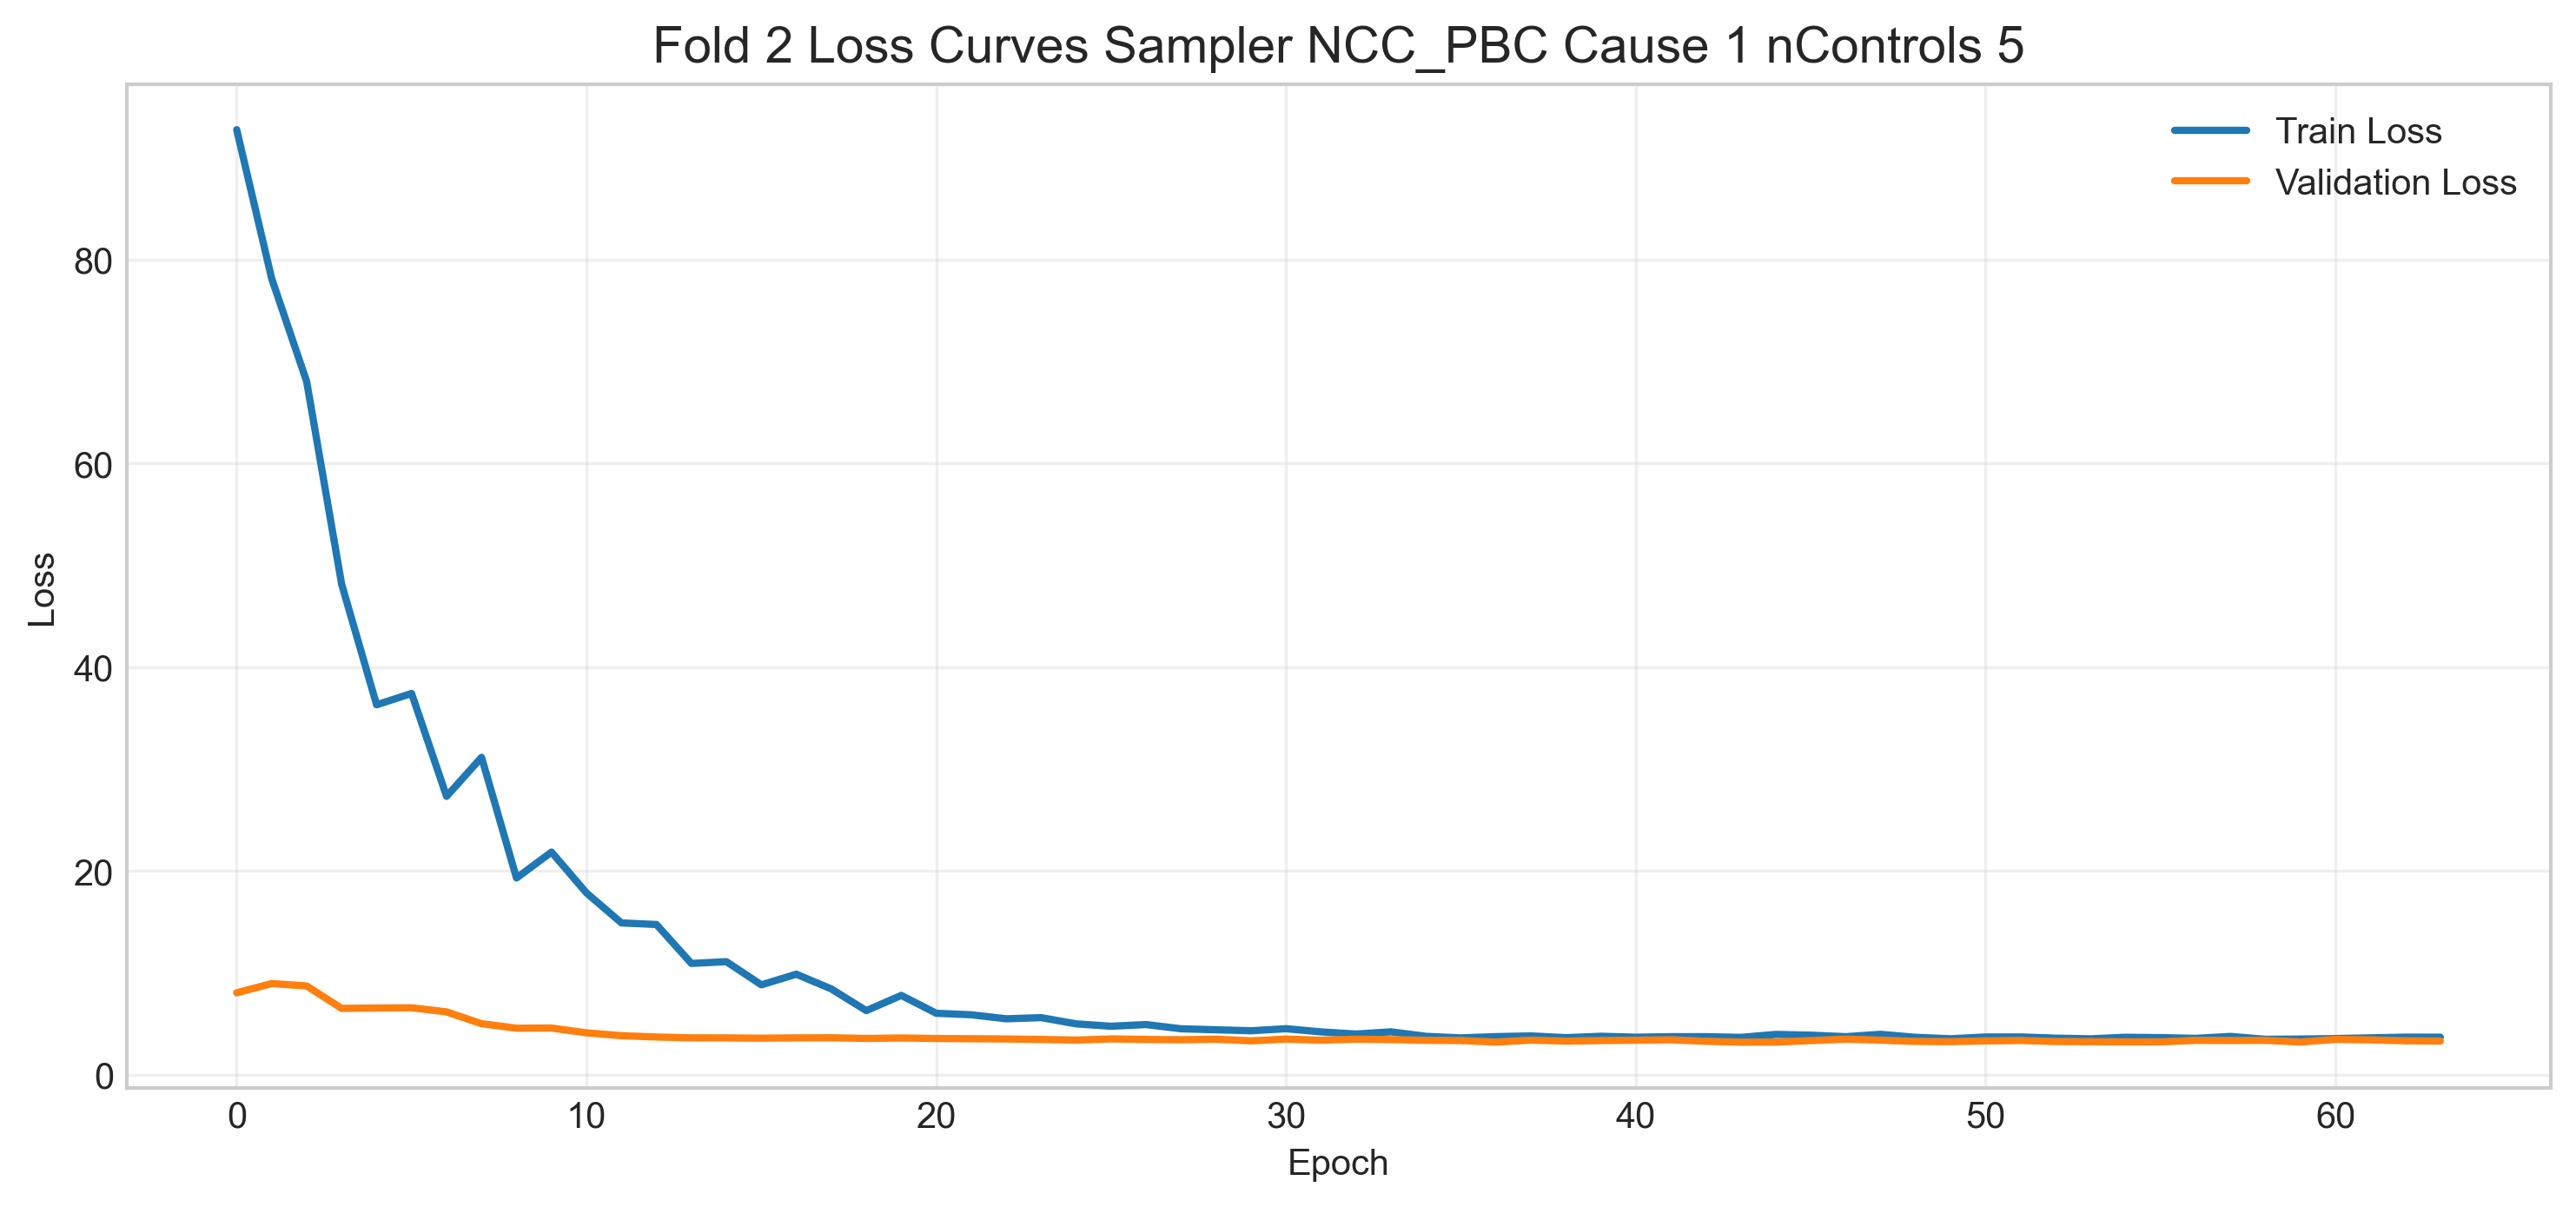 Fold 2 Loss Curves Sampler NCC_PBC Cause 1 nControls 5
Train Loss
Validation Loss
80
60
40
20
0
Loss
0 10 20 30 40 50 60
Epoch